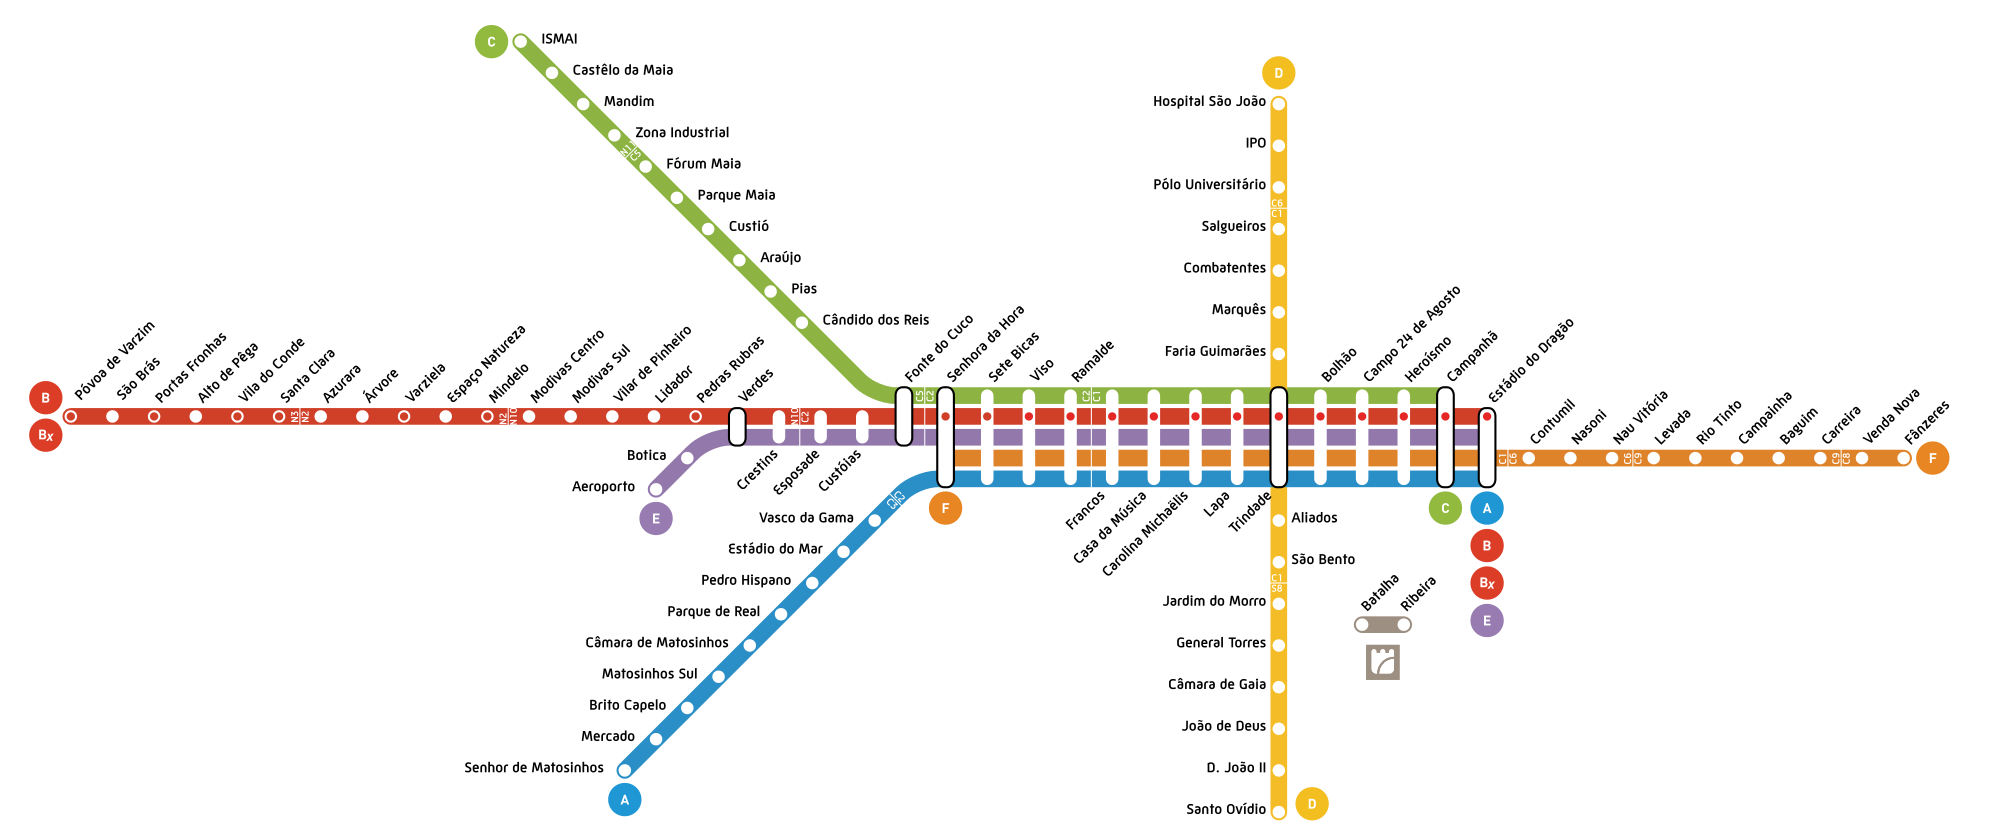 C
ISMAI
Castêlo da Maia
Mandim
Zona Industrial
N11
C5
Fórum Maia
Parque Maia
Custió
Araújo
Pias
Cândido dos Reis
D
Hospital São João
IPO
Pólo Universitário
C6
C1
Salgueiros
Combatentes
Marquês
Faria Guimarães
B
Bx
Póvoa de Varzim
São Brás
Portas Fronhas
Alto de Pêga
Vila do Conde
Santa Clara
N3
N2
Azurara
Árvore
Varziela
Espaço Natureza
Mindelo
N2
N10
Modivas Centro
Modivas Sul
Vilar de Pinheiro
Lidador
Pedras Rubras
Verdes
Crestins
N10
C2
Esposade
Custóias
Fonte do Cuco
C5
C2
Senhora da Hora
Sete Bicas
Viso
Ramalde
C2
C1
Francos
Casa da Música
Carolina Michaëlis
Lapa
Trindade
Bolhão
Campo 24 de Agosto
Heroísmo
Campanhã
Estádio do Dragão
C1
C6
Contumil
Nasoni
Nau Vitória
C6
C9
Levada
Rio Tinto
Campainha
Baguim
Carreira
C9
C8
Venda Nova
Fânzeres
F
Botica
Aeroporto
E
F
C
A
B
Bx
E
C2
C3
Vasco da Gama
Estádio do Mar
Pedro Hispano
Parque de Real
Câmara de Matosinhos
Matosinhos Sul
Brito Capelo
Mercado
Senhor de Matosinhos
A
Aliados
São Bento
C1
S8
Jardim do Morro
General Torres
Câmara de Gaia
João de Deus
D. João II
Santo Ovídio
D
Batalha
Ribeira